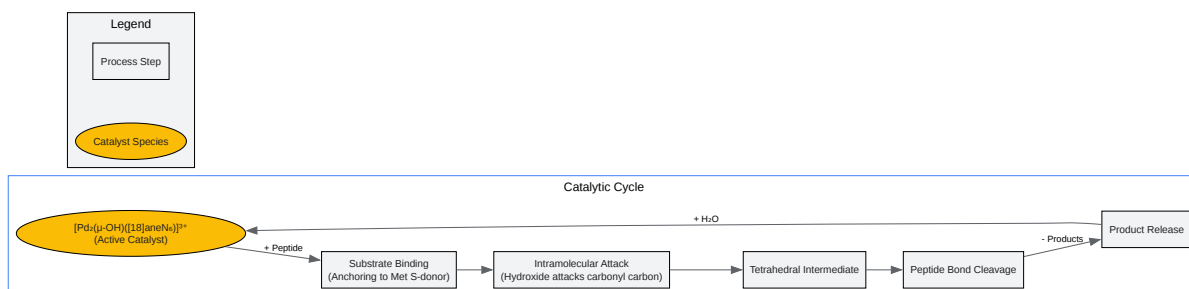 Legend
Process Step
Catalyst Species
Catalytic Cycle
[Pd₂(μ-OH)([18]aneN₆)]³⁺
(Active Catalyst)
+ H₂O
Product Release
+ Peptide
- Products
Substrate Binding
(Anchoring to Met S-donor)
Intramolecular Attack
(Hydroxide attacks carbonyl carbon)
Tetrahedral Intermediate
Peptide Bond Cleavage